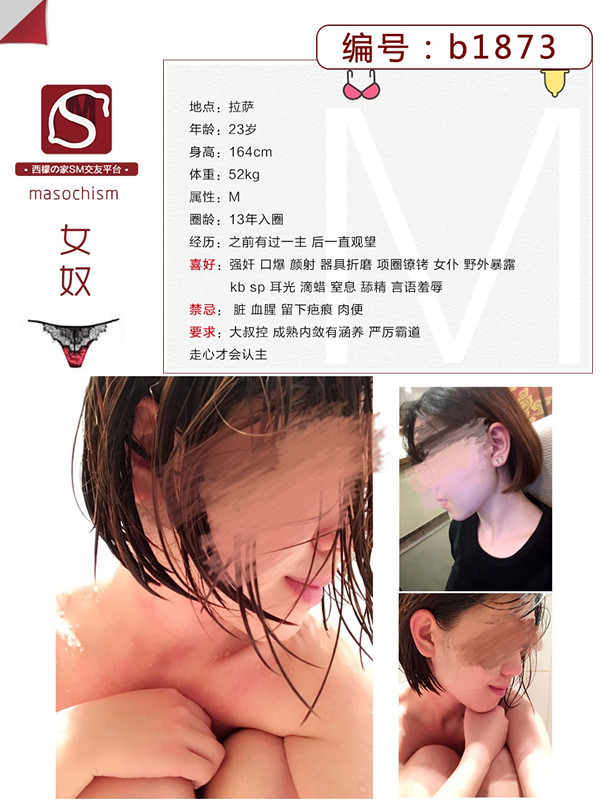 编号：b1873
SM
·西檬の家SM交友平台·
masochism
女
奴
地点：拉萨
年龄：23岁
身高：164cm
体重：52kg
属性：M
圈龄：13年入圈
经历：之前有过一主 后一直观望
喜好：强奸 口爆 颜射 器具折磨 项圈镣铐 女仆 野外暴露
kb sp 耳光 滴蜡 窒息 舔精 言语羞辱
禁忌： 脏 血腥 留下疤痕 肉便
要求：大叔控 成熟内敛有涵养 严厉霸道
走心才会认主
M